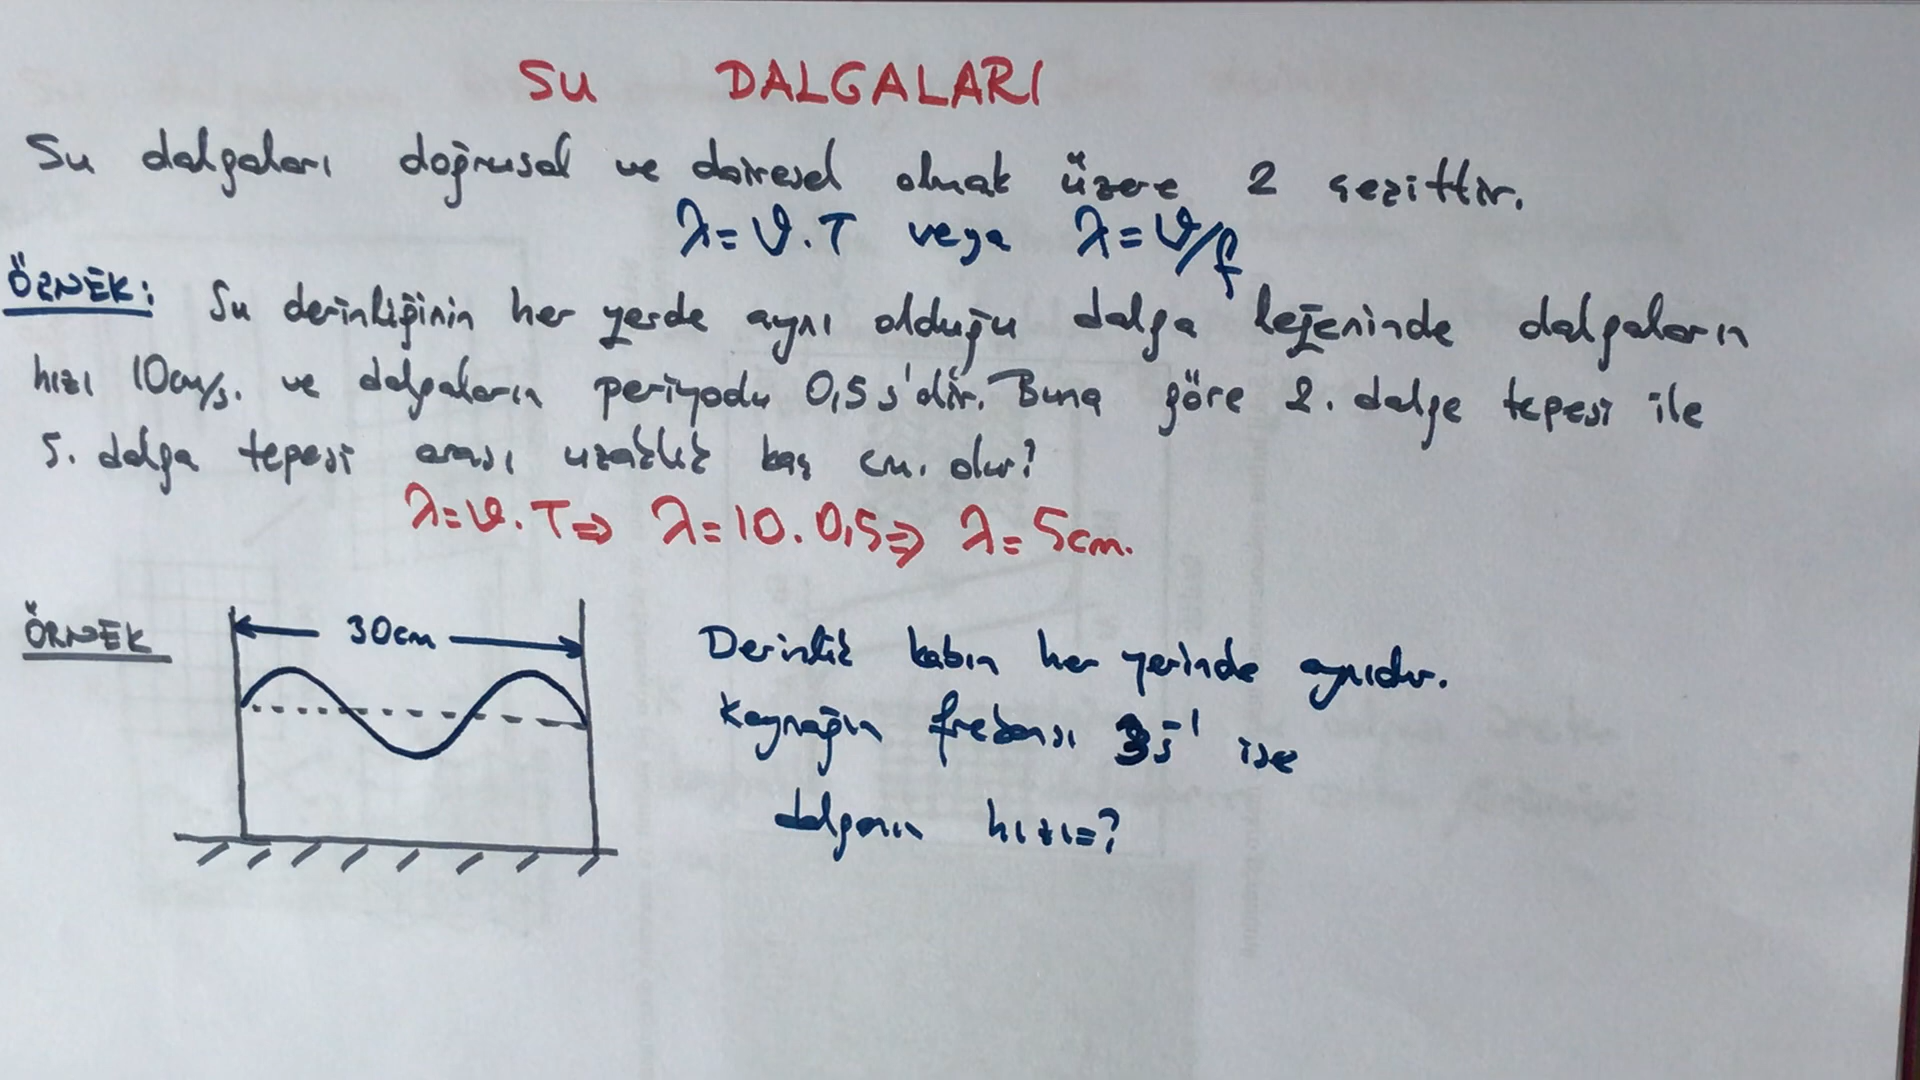 SU DALGALARI
Su dalgaları doğrusal ve dairesel olmak üzere 2 çeşittir.
λ=ϑ.T veya λ=ϑ/f
ÖRNEK: Su derinliğinin her yerde aynı olduğu dalga leğeninde dalgaların
hızı 10cm/s. ve dalgaların periyodu 0,5 s'dir. Buna göre 2. dalga tepesi ile
5. dalga tepesi arası uzaklık kaç cm. olur?
λ=ϑ.T⇒ λ=10.0,5⇒ λ=5cm.
ÖRNEK
30cm
Derinlik kabın her yerinde aynıdır.
Kaynağın frekansı 3s⁻¹ ise
dalganın hızı=?